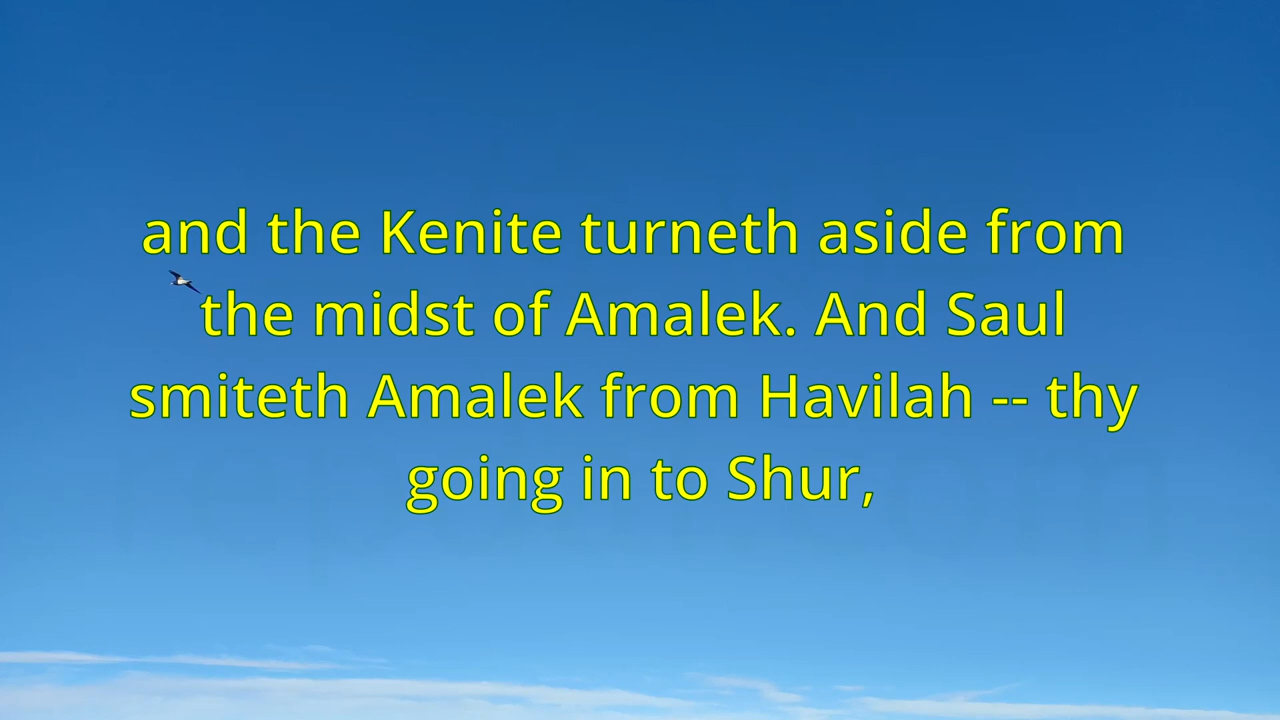 and the Kenite turneth aside from
the midst of Amalek. And Saul
smiteth Amalek from Havilah -- thy
going in to Shur,